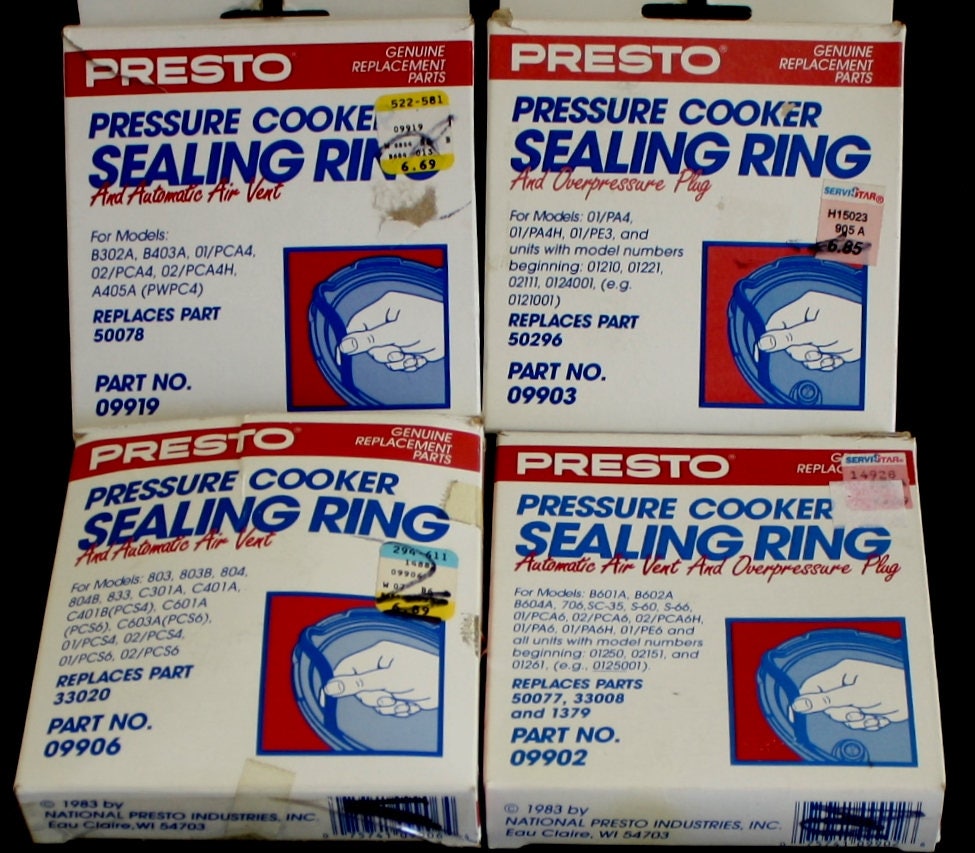 PRESTO®
GENUINE
REPLACEMENT
PARTS
PRESSURE COOKE
SEALING RIN
And Automatic Air Vent
522-581
09919
6.69
For Models:
B302A, B403A, 01/PCA4,
02/PCA4, 02/PCA4H,
A405A (PWPC4)
REPLACES PART
50078
PART NO.
09919
PRESTO®
GENUINE
REPLACEMENT
PARTS
PRESSURE COOKER
SEALING RING
And Overpressure Plug
SERVISTAR®
H15023
905 A
6.85
For Models: 01/PA4,
01/PA4H, 01/PE3, and
units with model numbers
beginning: 01210, 01221,
02111, 0124001, (e.g.
0121001)
REPLACES PART
50296
PART NO.
09903
PRESTO®
GENUINE
REPLACEMENT
PARTS
PRESSURE COOKER
SEALING RING
And Automatic Air Vent
294-611
09906
6.89
For Models: 803, 803B, 804,
804B, 833, C301A, C401A,
C401B(PCS4), C601A
(PCS6), C603A(PCS6),
01/PCS4, 02/PCS4,
01/PCS6, 02/PCS6
REPLACES PART
33020
PART NO.
09906
© 1983 by
NATIONAL PRESTO INDUSTRIES, INC.
Eau Claire, WI 54703
PRESTO®
REPLAC
SERVISTAR®
14928
PRESSURE COOKER
SEALING RING
Automatic Air Vent And Overpressure Plug
For Models: B601A, B602A
B604A, 706, SC-35, S-60, S-66,
01/PCA6, 02/PCA6, 02/PCA6H,
01/PA6, 01/PA6H, 01/PE6 and
all units with model numbers
beginning: 01250, 02151, and
01261, (e.g., 0125001).
REPLACES PARTS
50077, 33008
and 1379
PART NO.
09902
© 1983 by
NATIONAL PRESTO INDUSTRIES, INC.
Eau Claire, WI 54703